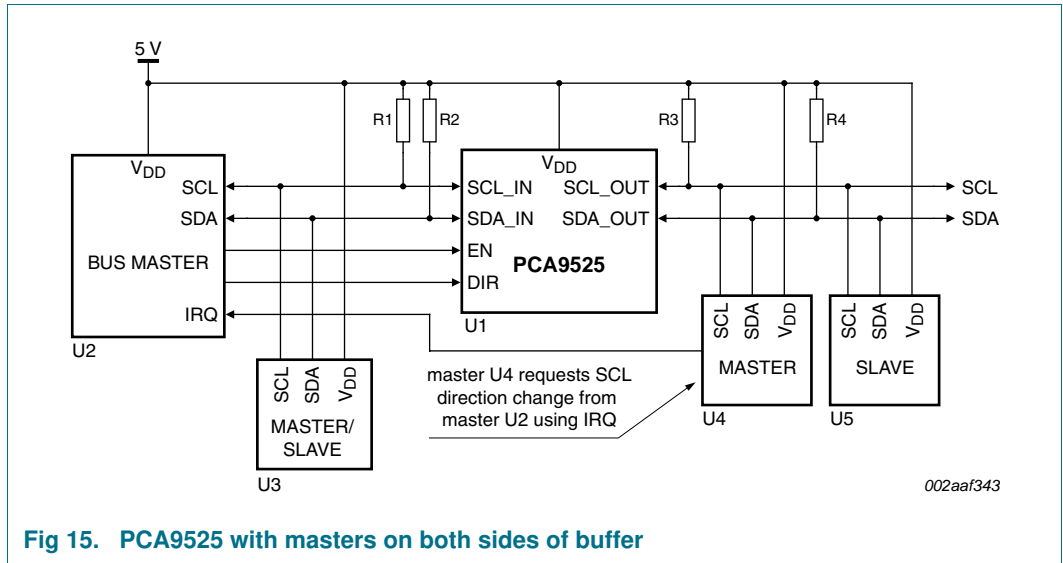 5 V
R1
R2
R3
R4
VDD
SCL
SDA
BUS MASTER
IRQ
U2
VDD
SCL_IN
SCL_OUT
SDA_IN
SDA_OUT
EN
PCA9525
DIR
U1
SCL
SDA
SCL
SDA
VDD
MASTER/
SLAVE
U3
master U4 requests SCL
direction change from
master U2 using IRQ
SCL
SDA
VDD
MASTER
U4
SCL
SDA
VDD
SLAVE
U5
002aaf343
Fig 15. PCA9525 with masters on both sides of buffer